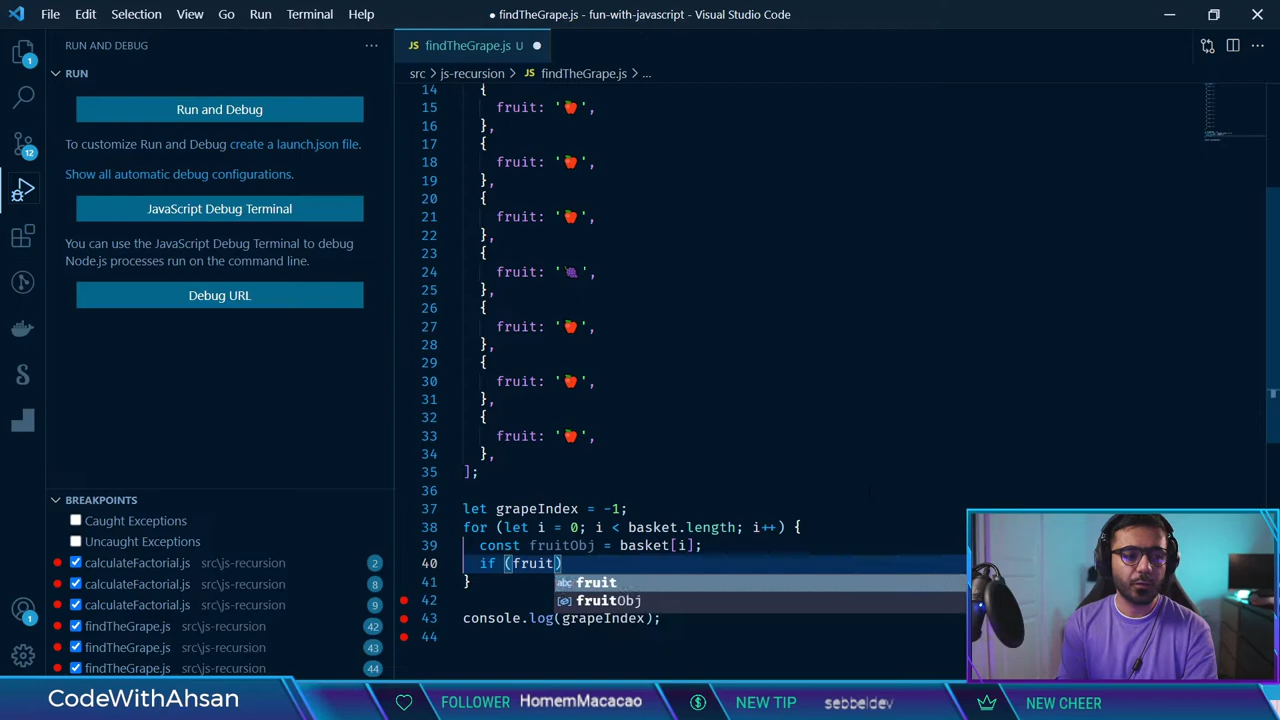 File Edit Selection View Go Run Terminal Help
● findTheGrape.js - fun-with-javascript - Visual Studio Code
RUN AND DEBUG ...
RUN
Run and Debug
To customize Run and Debug create a launch.json file.
Show all automatic debug configurations.
JavaScript Debug Terminal
You can use the JavaScript Debug Terminal to debug
Node.js processes run on the command line.
Debug URL
BREAKPOINTS
Caught Exceptions
Uncaught Exceptions
calculateFactorial.js src\js-recursion 2
calculateFactorial.js src\js-recursion 8
calculateFactorial.js src\js-recursion 9
findTheGrape.js src\js-recursion 42
findTheGrape.js src\js-recursion 43
findTheGrape.js src\js-recursion 44
1
12
1
JS findTheGrape.js U ●
src > js-recursion > JS findTheGrape.js > ...
14 {
15 fruit: '🍎',
16 },
17 {
18 fruit: '🍎',
19 },
20 {
21 fruit: '🍎',
22 },
23 {
24 fruit: '🍇',
25 },
26 {
27 fruit: '🍎',
28 },
29 {
30 fruit: '🍎',
31 },
32 {
33 fruit: '🍎',
34 },
35 ];
36
37 let grapeIndex = -1;
38 for (let i = 0; i < basket.length; i++) {
39 const fruitObj = basket[i];
40 if (fruit)
abc fruit
fruitObj
41 }
42
43 console.log(grapeIndex);
44
CodeWithAhsan
FOLLOWER HomemMacacao
NEW TIP sebbeldev
NEW CHEER